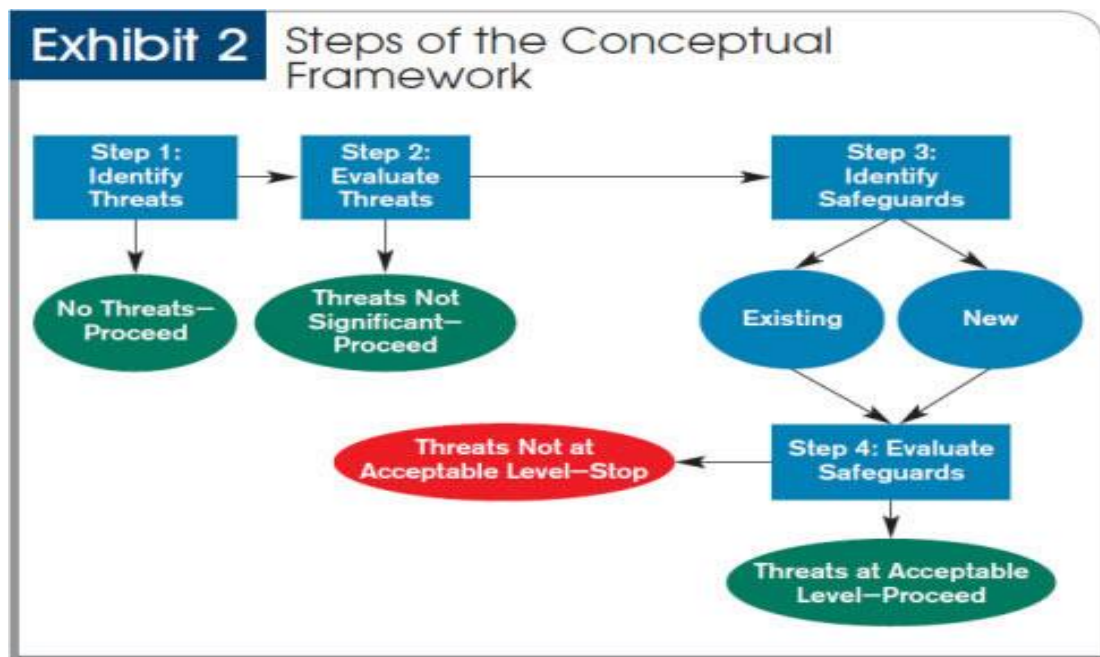 Exhibit 2
Steps of the Conceptual
Framework
Step 1:
Identify
Threats
Step 2:
Evaluate
Threats
Step 3:
Identify
Safeguards
No Threats—
Proceed
Threats Not
Significant—
Proceed
Existing
New
Threats Not at
Acceptable Level—Stop
Step 4: Evaluate
Safeguards
Threats at Acceptable
Level—Proceed